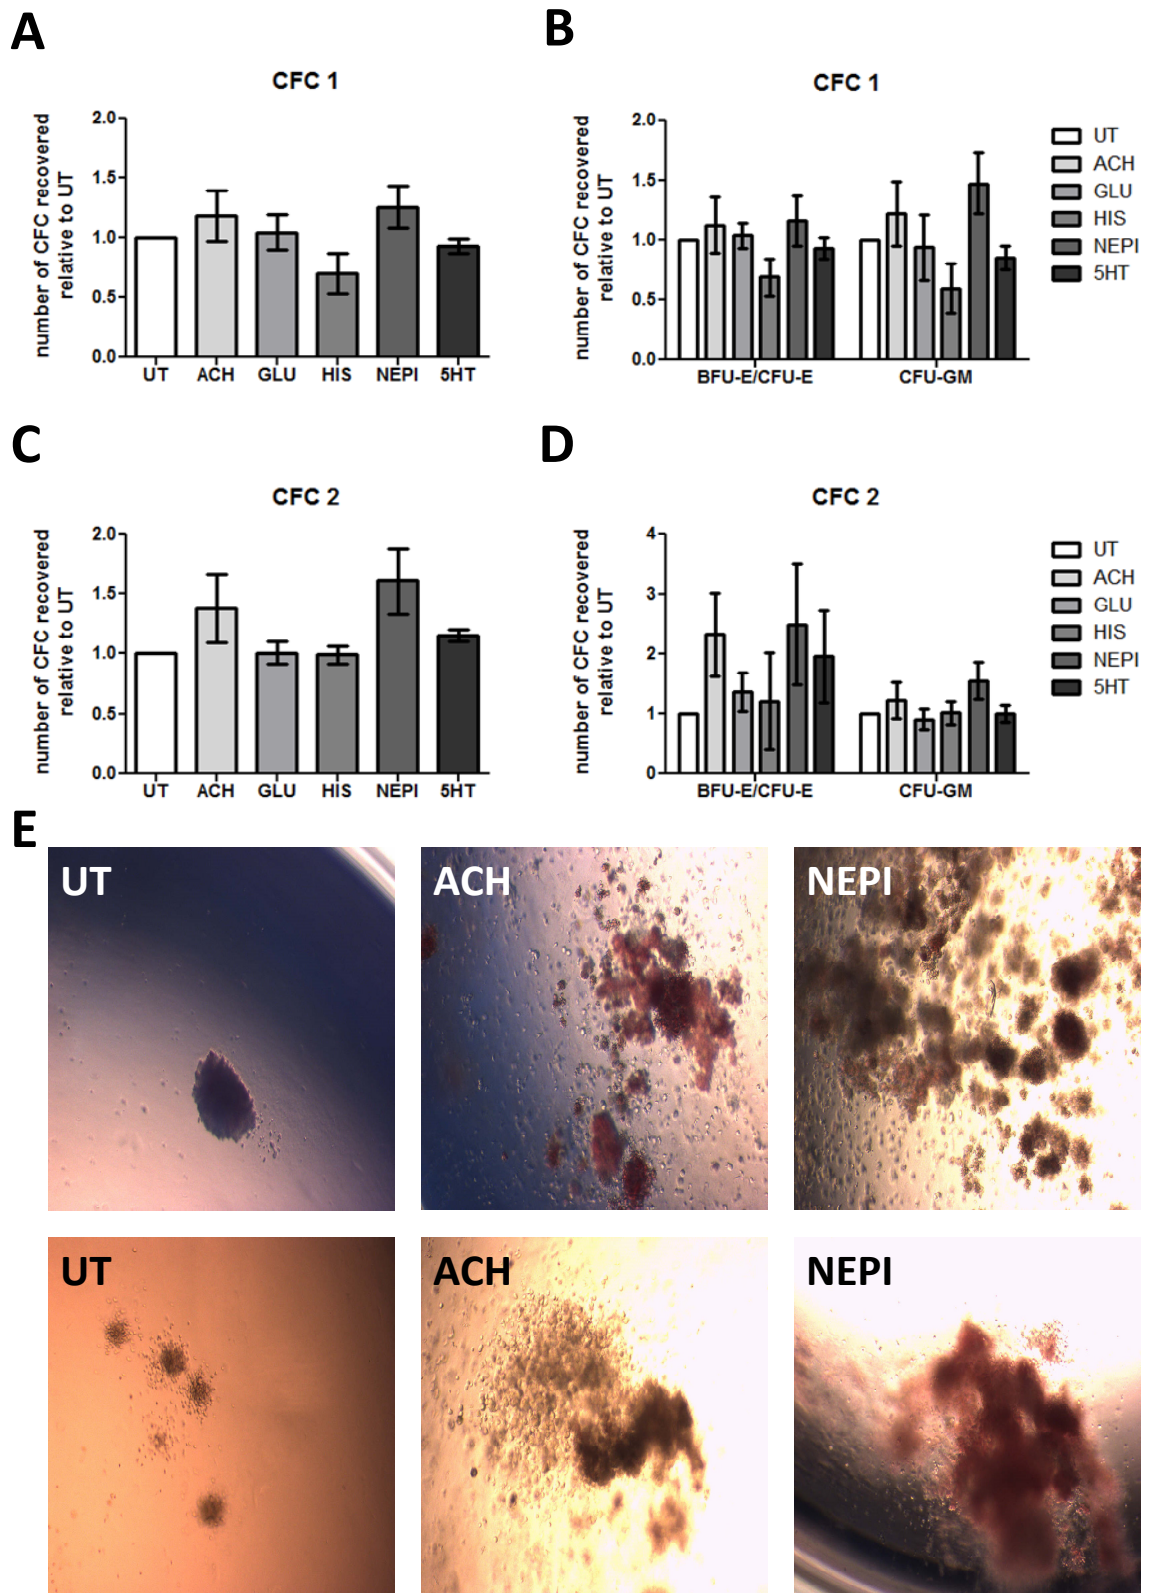 A
CFC 1
number of CFC recovered
relative to UT
2.0
1.5
1.0
0.5
0.0
UT ACH GLU HIS NEPI 5HT
B
CFC 1
number of CFC recovered
relative to UT
2.0
1.5
1.0
0.5
0.0
BFU-E/CFU-E CFU-GM
UT
ACH
GLU
HIS
NEPI
5HT
C
CFC 2
number of CFC recovered
relative to UT
2.0
1.5
1.0
0.5
0.0
UT ACH GLU HIS NEPI 5HT
D
CFC 2
number of CFC recovered
relative to UT
4
3
2
1
0
BFU-E/CFU-E CFU-GM
UT
ACH
GLU
HIS
NEPI
5HT
E
UT ACH NEPI
UT ACH NEPI